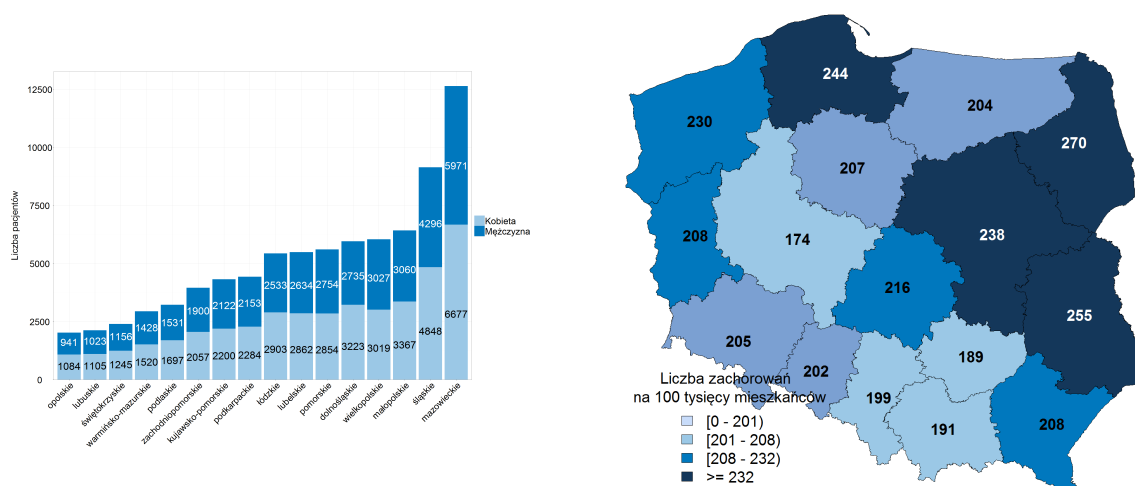 Liczba pacjentów
12500
10000
7500
5000
2500
0
5971
4296
941 1023 1156 1428 1531 1900 2122 2153 2533 2634 2754 2735 3027 3060
1084 1105 1245 1520 1697 2057 2200 2284 2903 2862 2854 3223 3019 3367 4848 6677
opolskie
lubuskie
świętokrzyskie
warmińsko-mazurskie
podlaskie
zachodniopomorskie
kujawsko-pomorskie
podkarpackie
łódzkie
lubelskie
pomorskie
dolnośląskie
wielkopolskie
małopolskie
śląskie
mazowieckie
Kobieta
Mężczyzna
244
204
230
270
207
208
174
238
216
255
205
189
202
199
191
208
Liczba zachorowań
na 100 tysięcy mieszkańców
[0 - 201)
[201 - 208)
[208 - 232)
>= 232